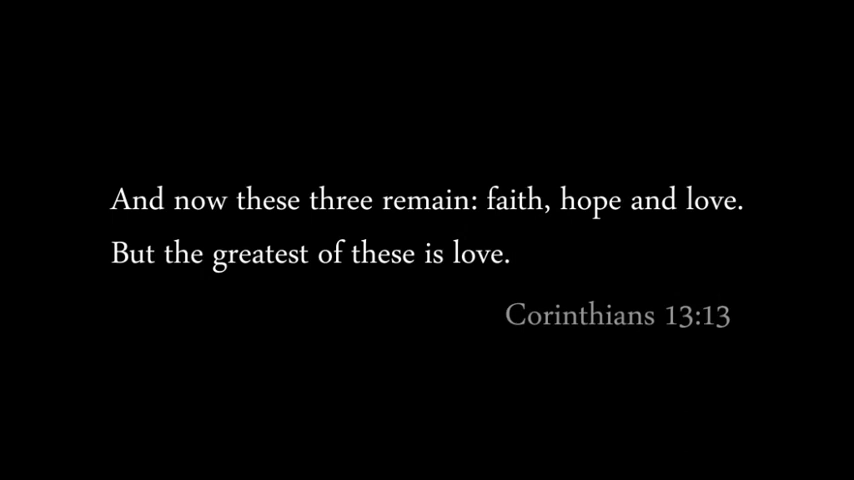 And now these three remain: faith, hope and love.
But the greatest of these is love.
Corinthians 13:13